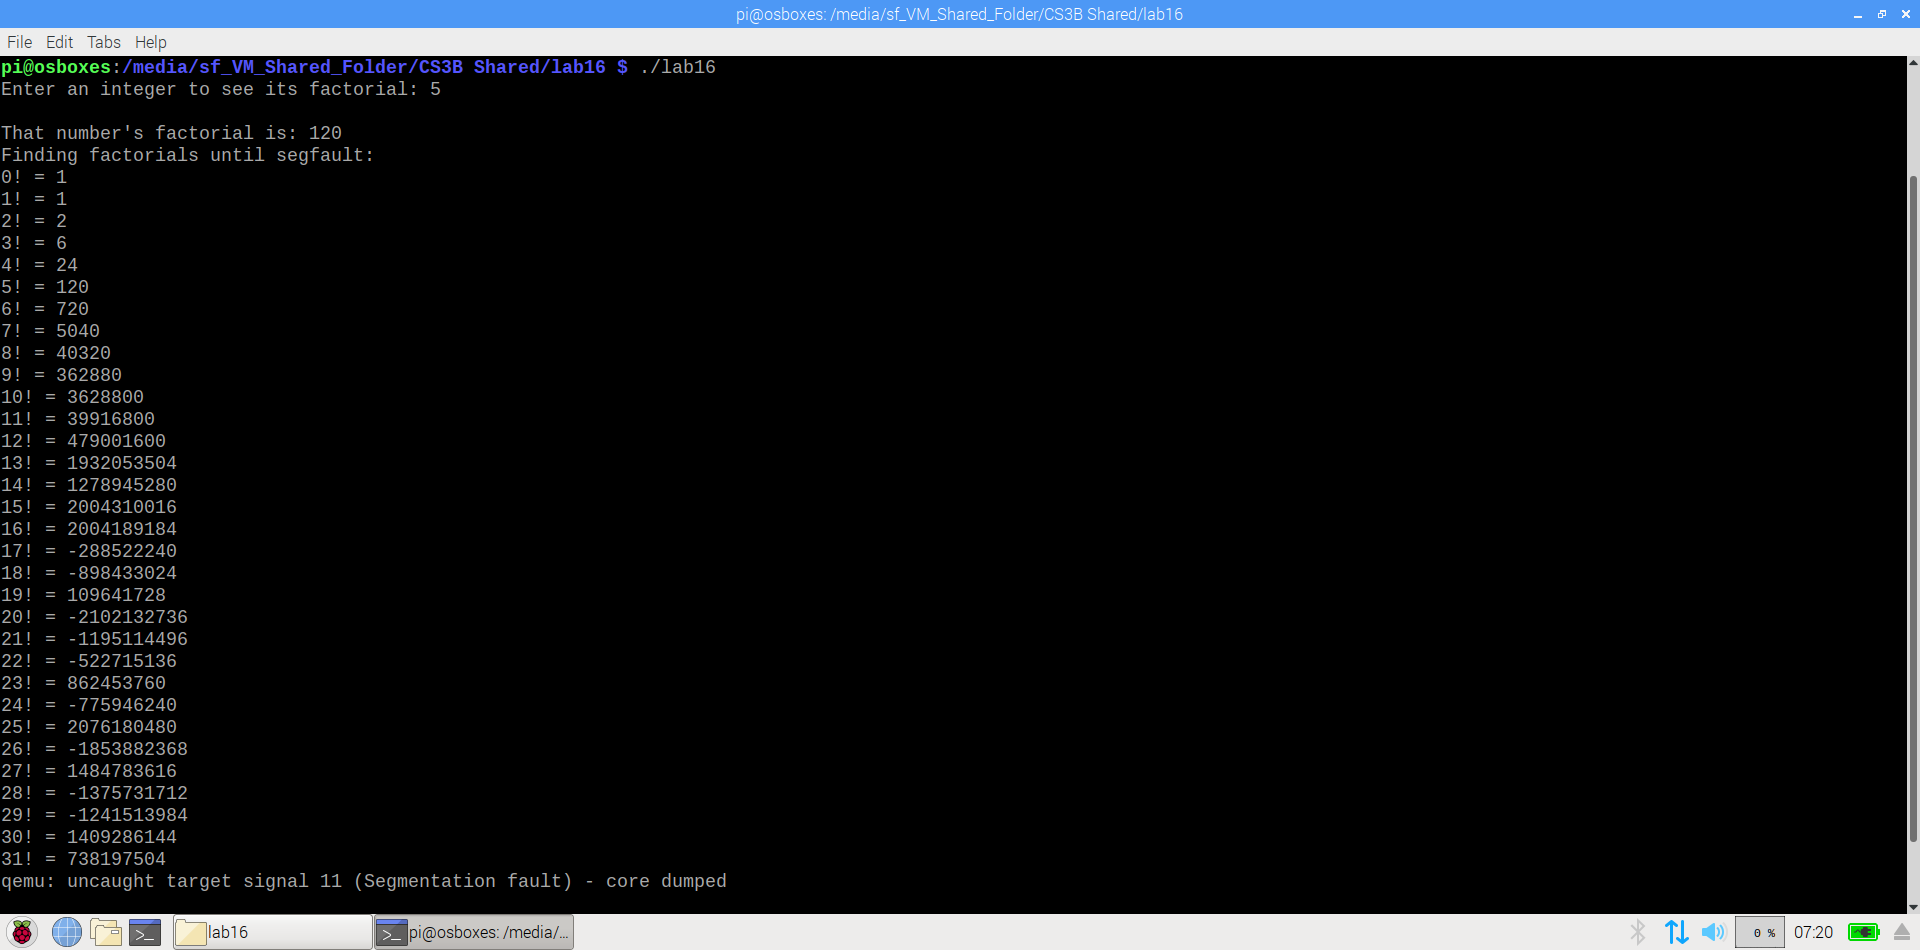 pi@osboxes: /media/sf_VM_Shared_Folder/CS3B Shared/lab16
File Edit Tabs Help
pi@osboxes:/media/sf_VM_Shared_Folder/CS3B Shared/lab16 $ ./lab16
Enter an integer to see its factorial: 5
That number's factorial is: 120
Finding factorials until segfault:
0! = 1
1! = 1
2! = 2
3! = 6
4! = 24
5! = 120
6! = 720
7! = 5040
8! = 40320
9! = 362880
10! = 3628800
11! = 39916800
12! = 479001600
13! = 1932053504
14! = 1278945280
15! = 2004310016
16! = 2004189184
17! = -288522240
18! = -898433024
19! = 109641728
20! = -2102132736
21! = -1195114496
22! = -522715136
23! = 862453760
24! = -775946240
25! = 2076180480
26! = -1853882368
27! = 1484783616
28! = -1375731712
29! = -1241513984
30! = 1409286144
31! = 738197504
qemu: uncaught target signal 11 (Segmentation fault) - core dumped
>_ lab16 >_ pi@osboxes: /media/... 0 % 07:20